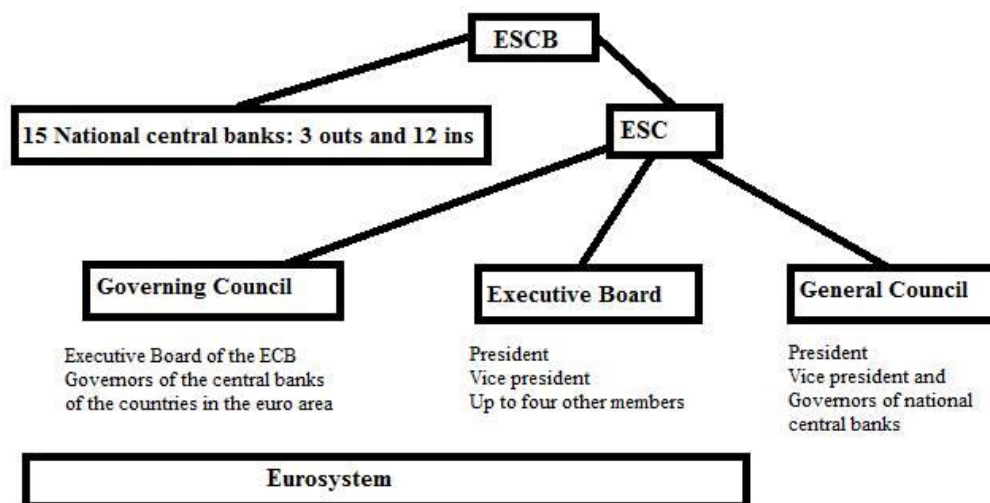 ESCB
15 National central banks: 3 outs and 12 ins
ESC
Governing Council
Executive Board
General Council
Executive Board of the ECB
Governors of the central banks
of the countries in the euro area
President
Vice president
Up to four other members
President
Vice president and
Governors of national
central banks
Eurosystem